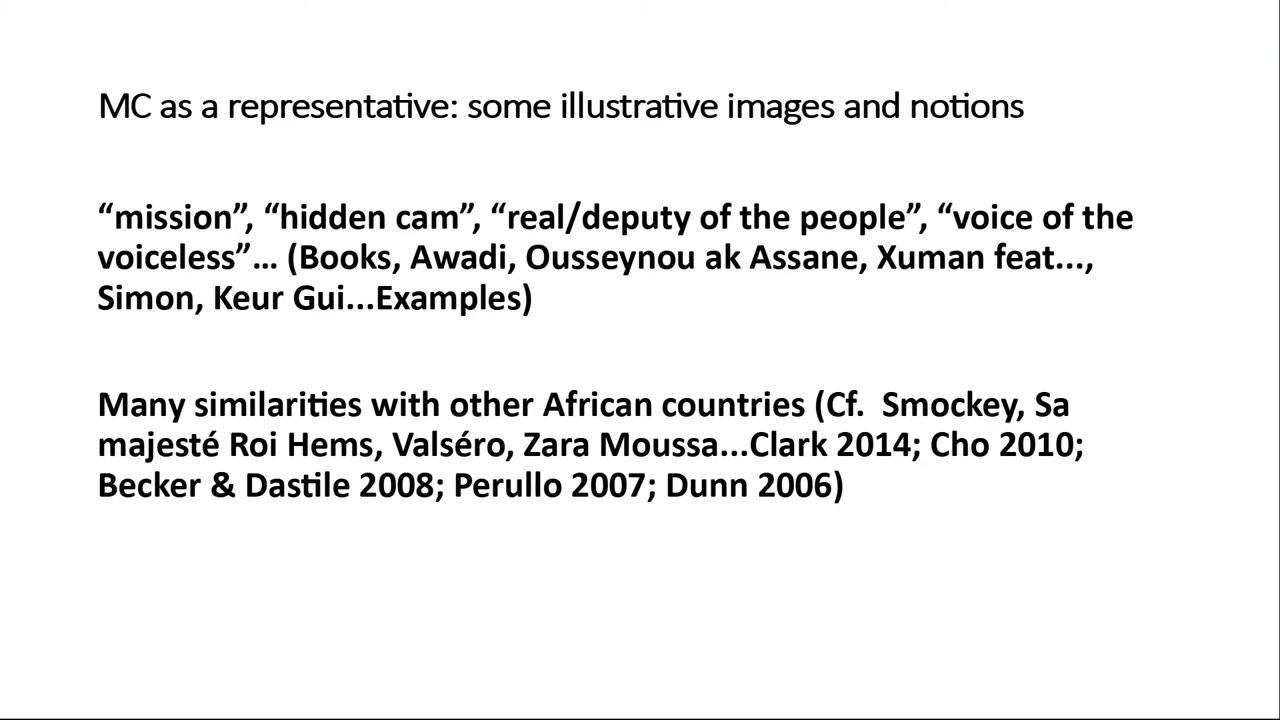 MC as a representative: some illustrative images and notions
“mission”, “hidden cam”, “real/deputy of the people”, “voice of the
voiceless”… (Books, Awadi, Ousseynou ak Assane, Xuman feat...,
Simon, Keur Gui...Examples)
Many similarities with other African countries (Cf.  Smockey, Sa
majesté Roi Hems, Valséro, Zara Moussa...Clark 2014; Cho 2010;
Becker & Dastile 2008; Perullo 2007; Dunn 2006)